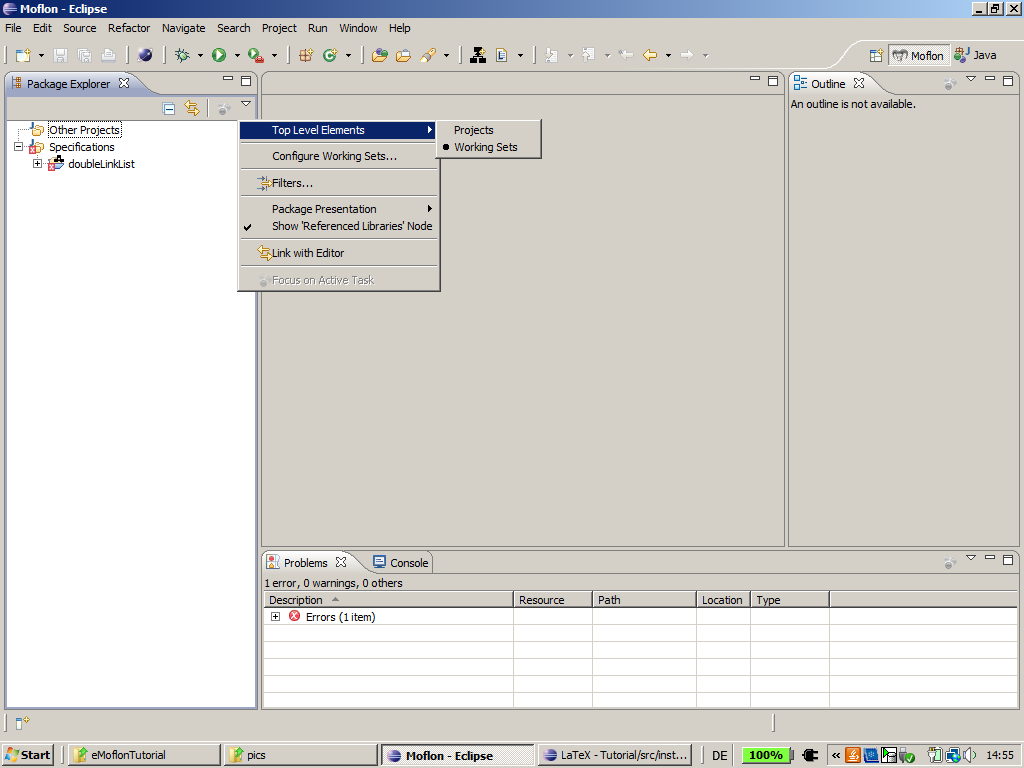 Moflon - Eclipse
File Edit Source Refactor Navigate Search Project Run Window Help
Moflon Java
Package Explorer
Outline
An outline is not available.
Other Projects
Specifications
doubleLinkList
Top Level Elements
Projects
Working Sets
Configure Working Sets...
Filters...
Package Presentation
Show 'Referenced Libraries' Node
Link with Editor
Focus on Active Task
Problems Console
1 error, 0 warnings, 0 others
Description Resource Path Location Type
Errors (1 item)
Start eMoflonTutorial pics Moflon - Eclipse LaTeX - Tutorial/src/inst... DE 100% « 14:55